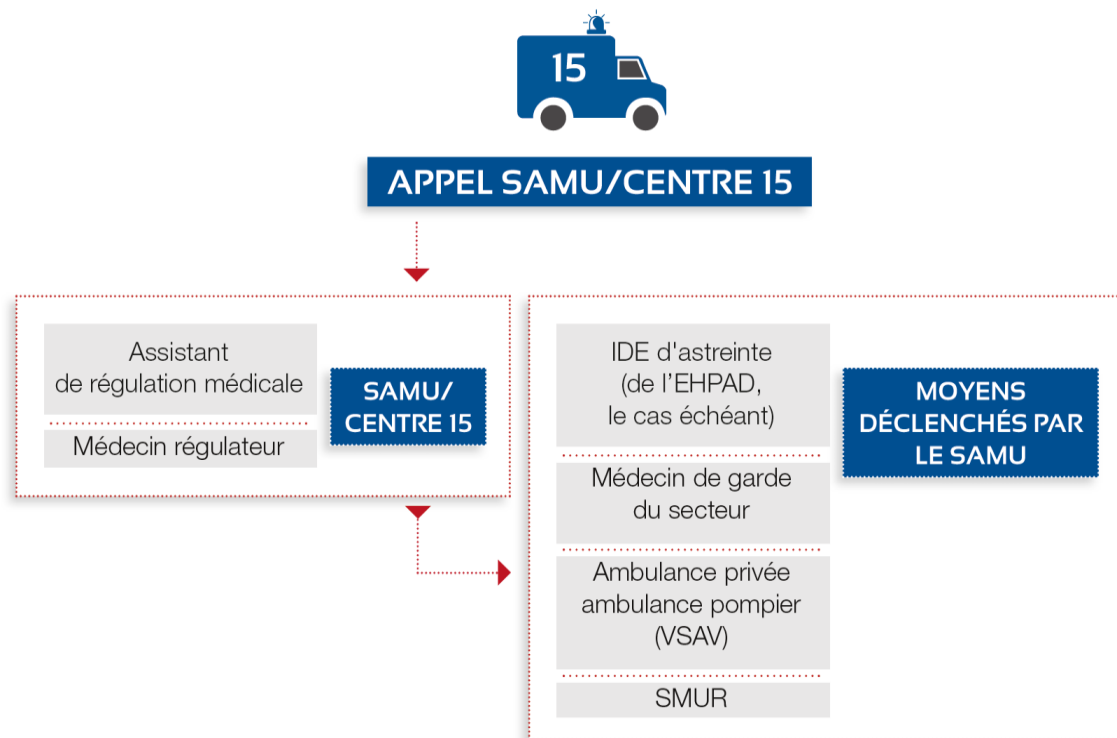 15
APPEL SAMU/CENTRE 15
Assistant
de régulation médicale
Médecin régulateur
SAMU/
CENTRE 15
IDE d'astreinte
(de l’EHPAD,
le cas échéant)
Médecin de garde
du secteur
Ambulance privée
ambulance pompier
(VSAV)
SMUR
MOYENS
DÉCLENCHÉS PAR
LE SAMU